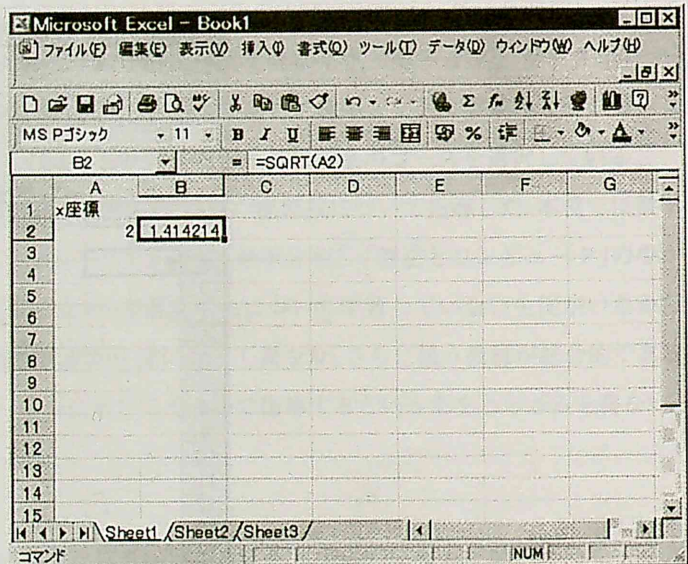 Microsoft Excel - Book1
ファイル(F) 編集(E) 表示(V) 挿入(I) 書式(O) ツール(T) データ(D) ウィンドウ(W) ヘルプ(H)
MS Pゴシック 11 B I U %
B2 = =SQRT(A2)
A B C D E F G
1 x座標
2 2 1.414214
3
4
5
6
7
8
9
10
11
12
13
14
15
Sheet1 Sheet2 Sheet3
コマンド NUM